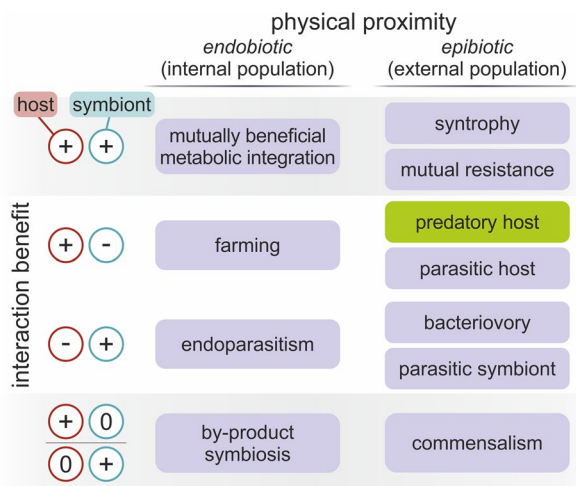 physical proximity
endobiotic
(internal population)
epibiotic
(external population)
host
symbiont
+
+
mutually beneficial
metabolic integration
syntrophy
mutual resistance
interaction benefit
+
-
farming
predatory host
parasitic host
-
+
endoparasitism
bacteriovory
parasitic symbiont
+
0
0
+
by-product
symbiosis
commensalism